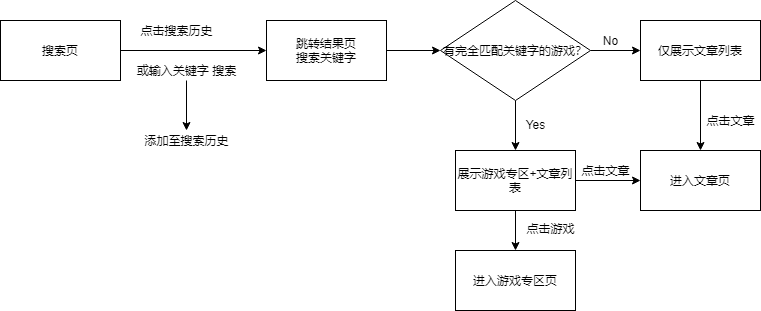 点击搜索历史
搜索页
或输入关键字 搜索
添加至搜索历史
跳转结果页
搜索关键字
有完全匹配关键字的游戏?
No
仅展示文章列表
Yes
点击文章
展示游戏专区+文章列
表
点击文章
进入文章页
点击游戏
进入游戏专区页